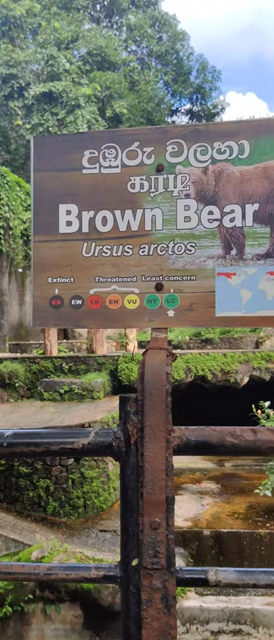 දුඹුරු වලහා
கரடி
Brown Bear
Ursus arctos
Extinct Threatened Least concern
EX EW CR EN VU NT LC